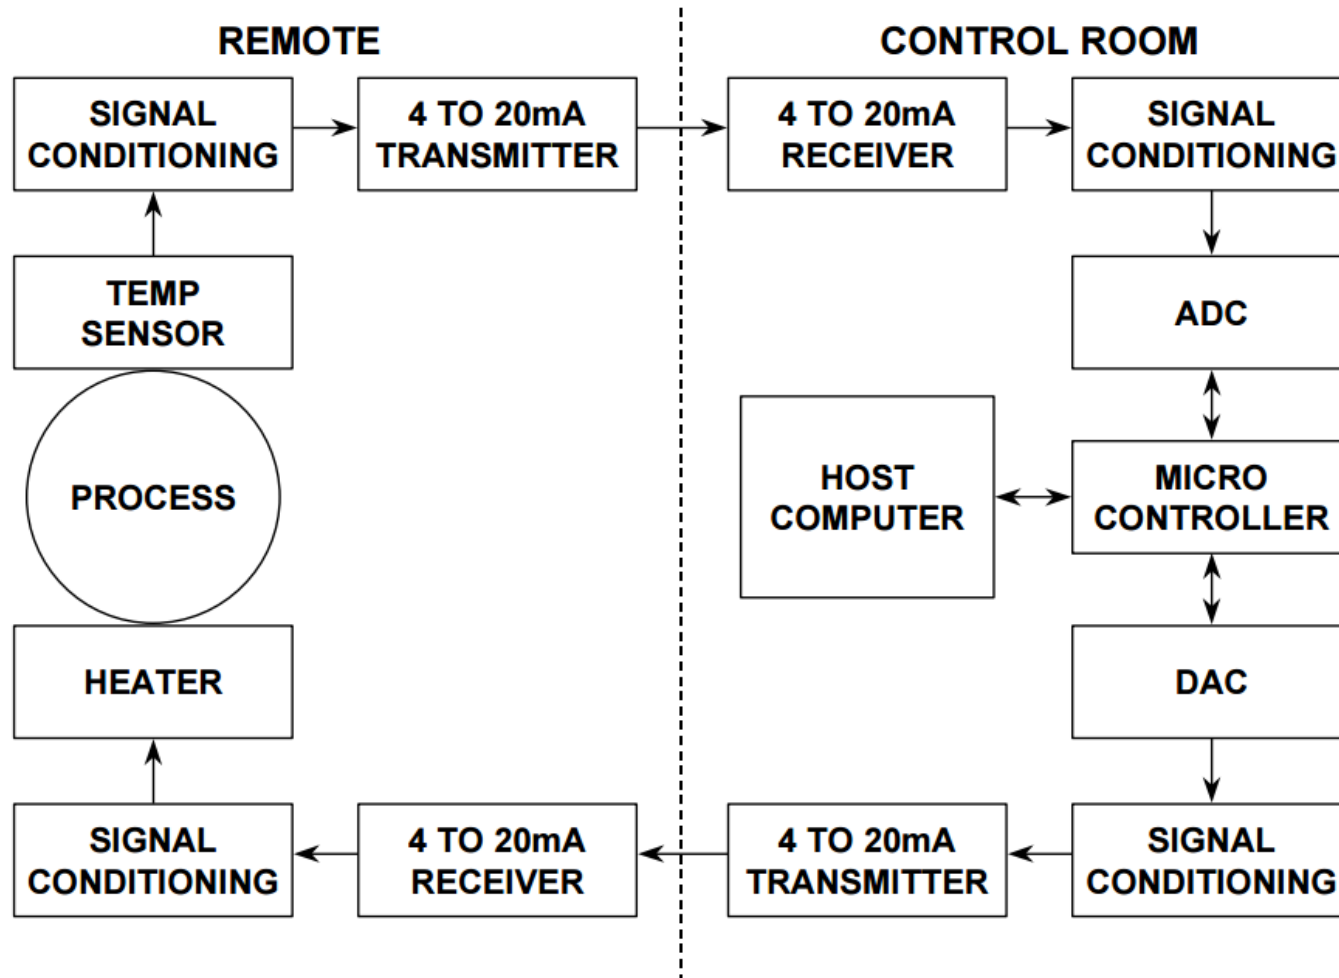 REMOTE
CONTROL ROOM
SIGNAL
CONDITIONING
4 TO 20mA
TRANSMITTER
4 TO 20mA
RECEIVER
SIGNAL
CONDITIONING
TEMP
SENSOR
ADC
PROCESS
HOST
COMPUTER
MICRO
CONTROLLER
HEATER
DAC
SIGNAL
CONDITIONING
4 TO 20mA
RECEIVER
4 TO 20mA
TRANSMITTER
SIGNAL
CONDITIONING